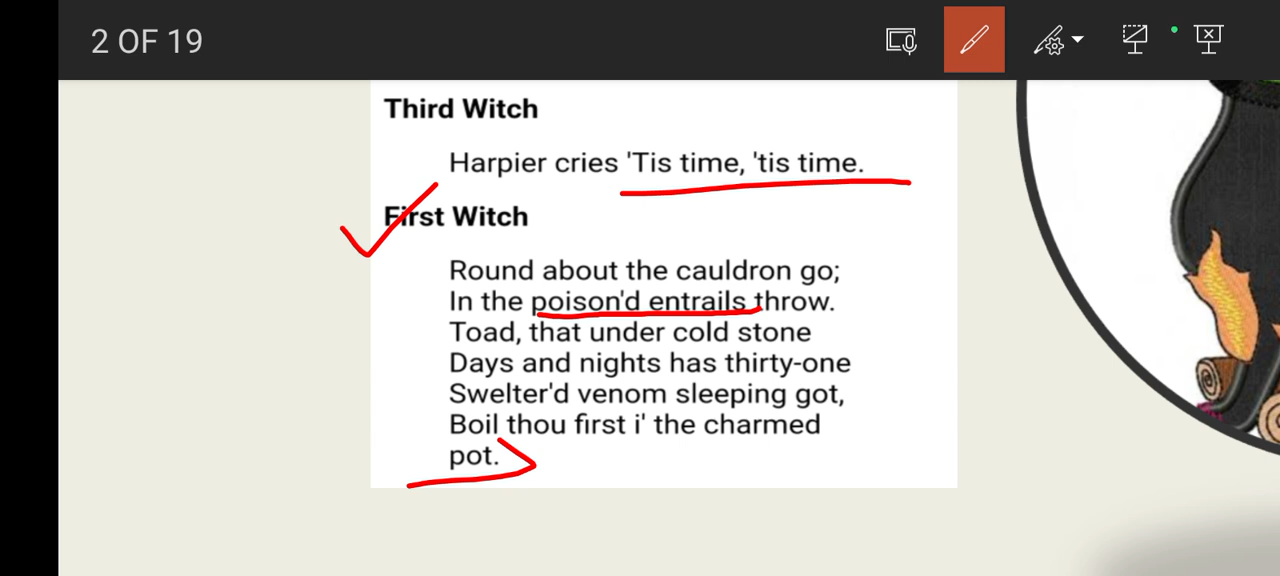 2 OF 19
Third Witch
Harpier cries 'Tis time, 'tis time.
First Witch
Round about the cauldron go;
In the poison'd entrails throw.
Toad, that under cold stone
Days and nights has thirty-one
Swelter'd venom sleeping got,
Boil thou first i' the charmed
pot.